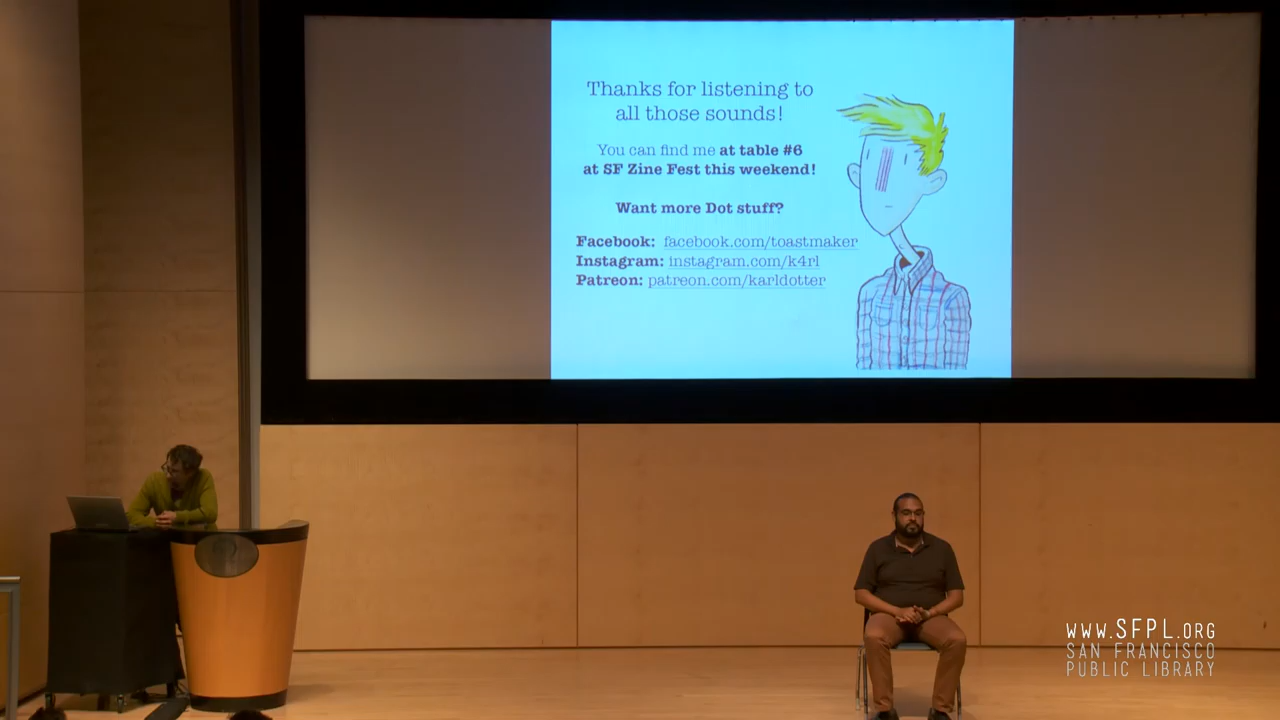 Thanks for listening to
all those sounds!
You can find me at table #6
at SF Zine Fest this weekend!
Want more Dot stuff?
Facebook: facebook.com/toastmaker
Instagram: instagram.com/k4rl
Patreon: patreon.com/karldotter
www.SFPL.org
SAN FRANCISCO
PUBLIC LIBRARY